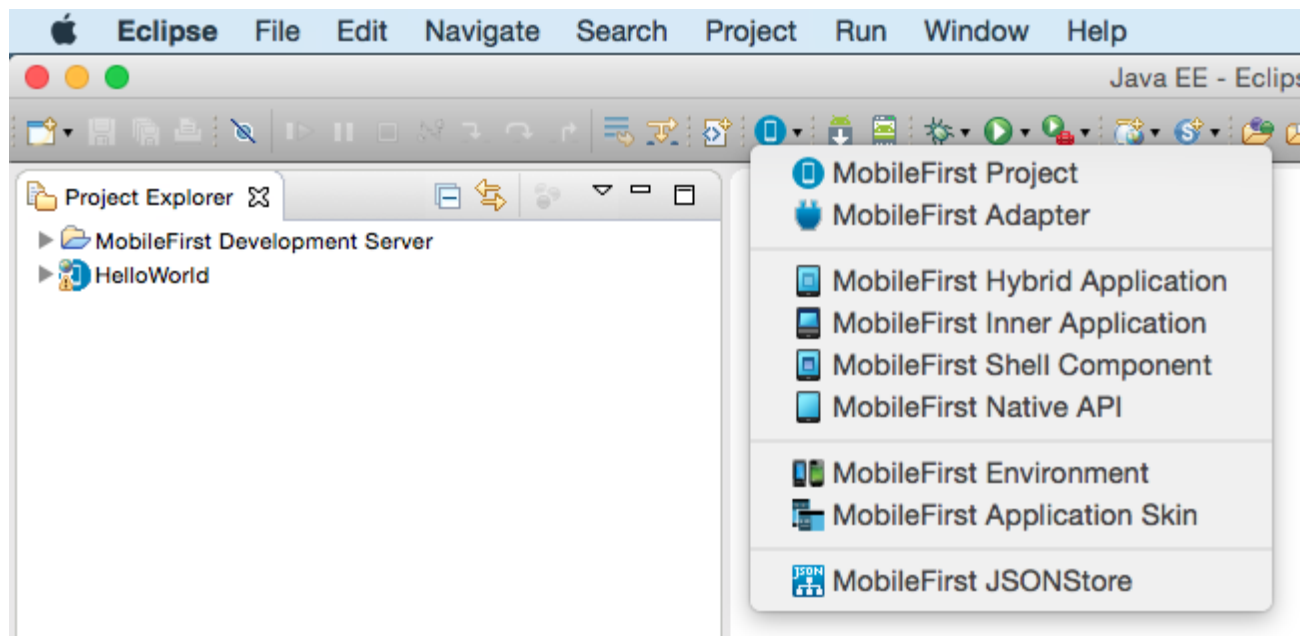 Eclipse File Edit Navigate Search Project Run Window Help
Java EE - Eclips
Project Explorer
MobileFirst Development Server
HelloWorld
MobileFirst Project
MobileFirst Adapter
MobileFirst Hybrid Application
MobileFirst Inner Application
MobileFirst Shell Component
MobileFirst Native API
MobileFirst Environment
MobileFirst Application Skin
JSON
MobileFirst JSONStore